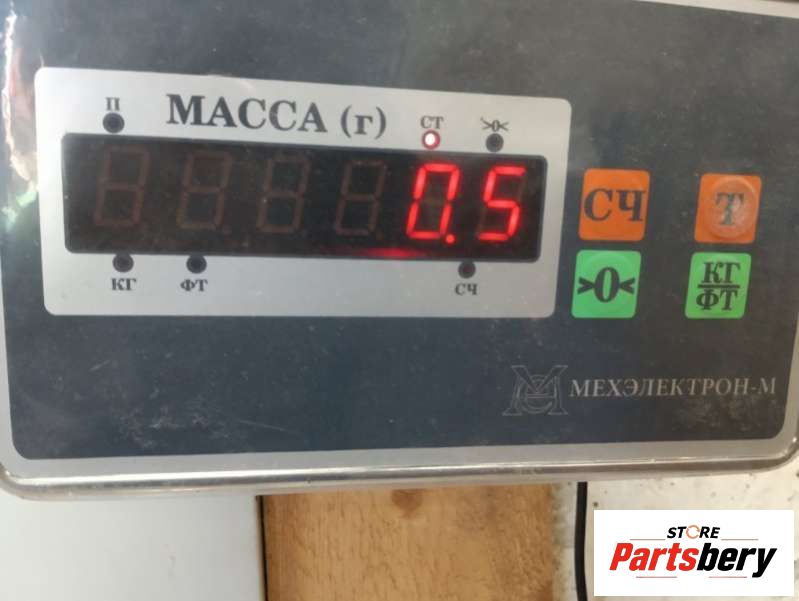 П МАССА (г) СТ >0<
0.5
КГ ФТ СЧ
СЧ Т
>0< КГ
ФТ
МЕХЭЛЕКТРОН-М
STORE
Partsbery